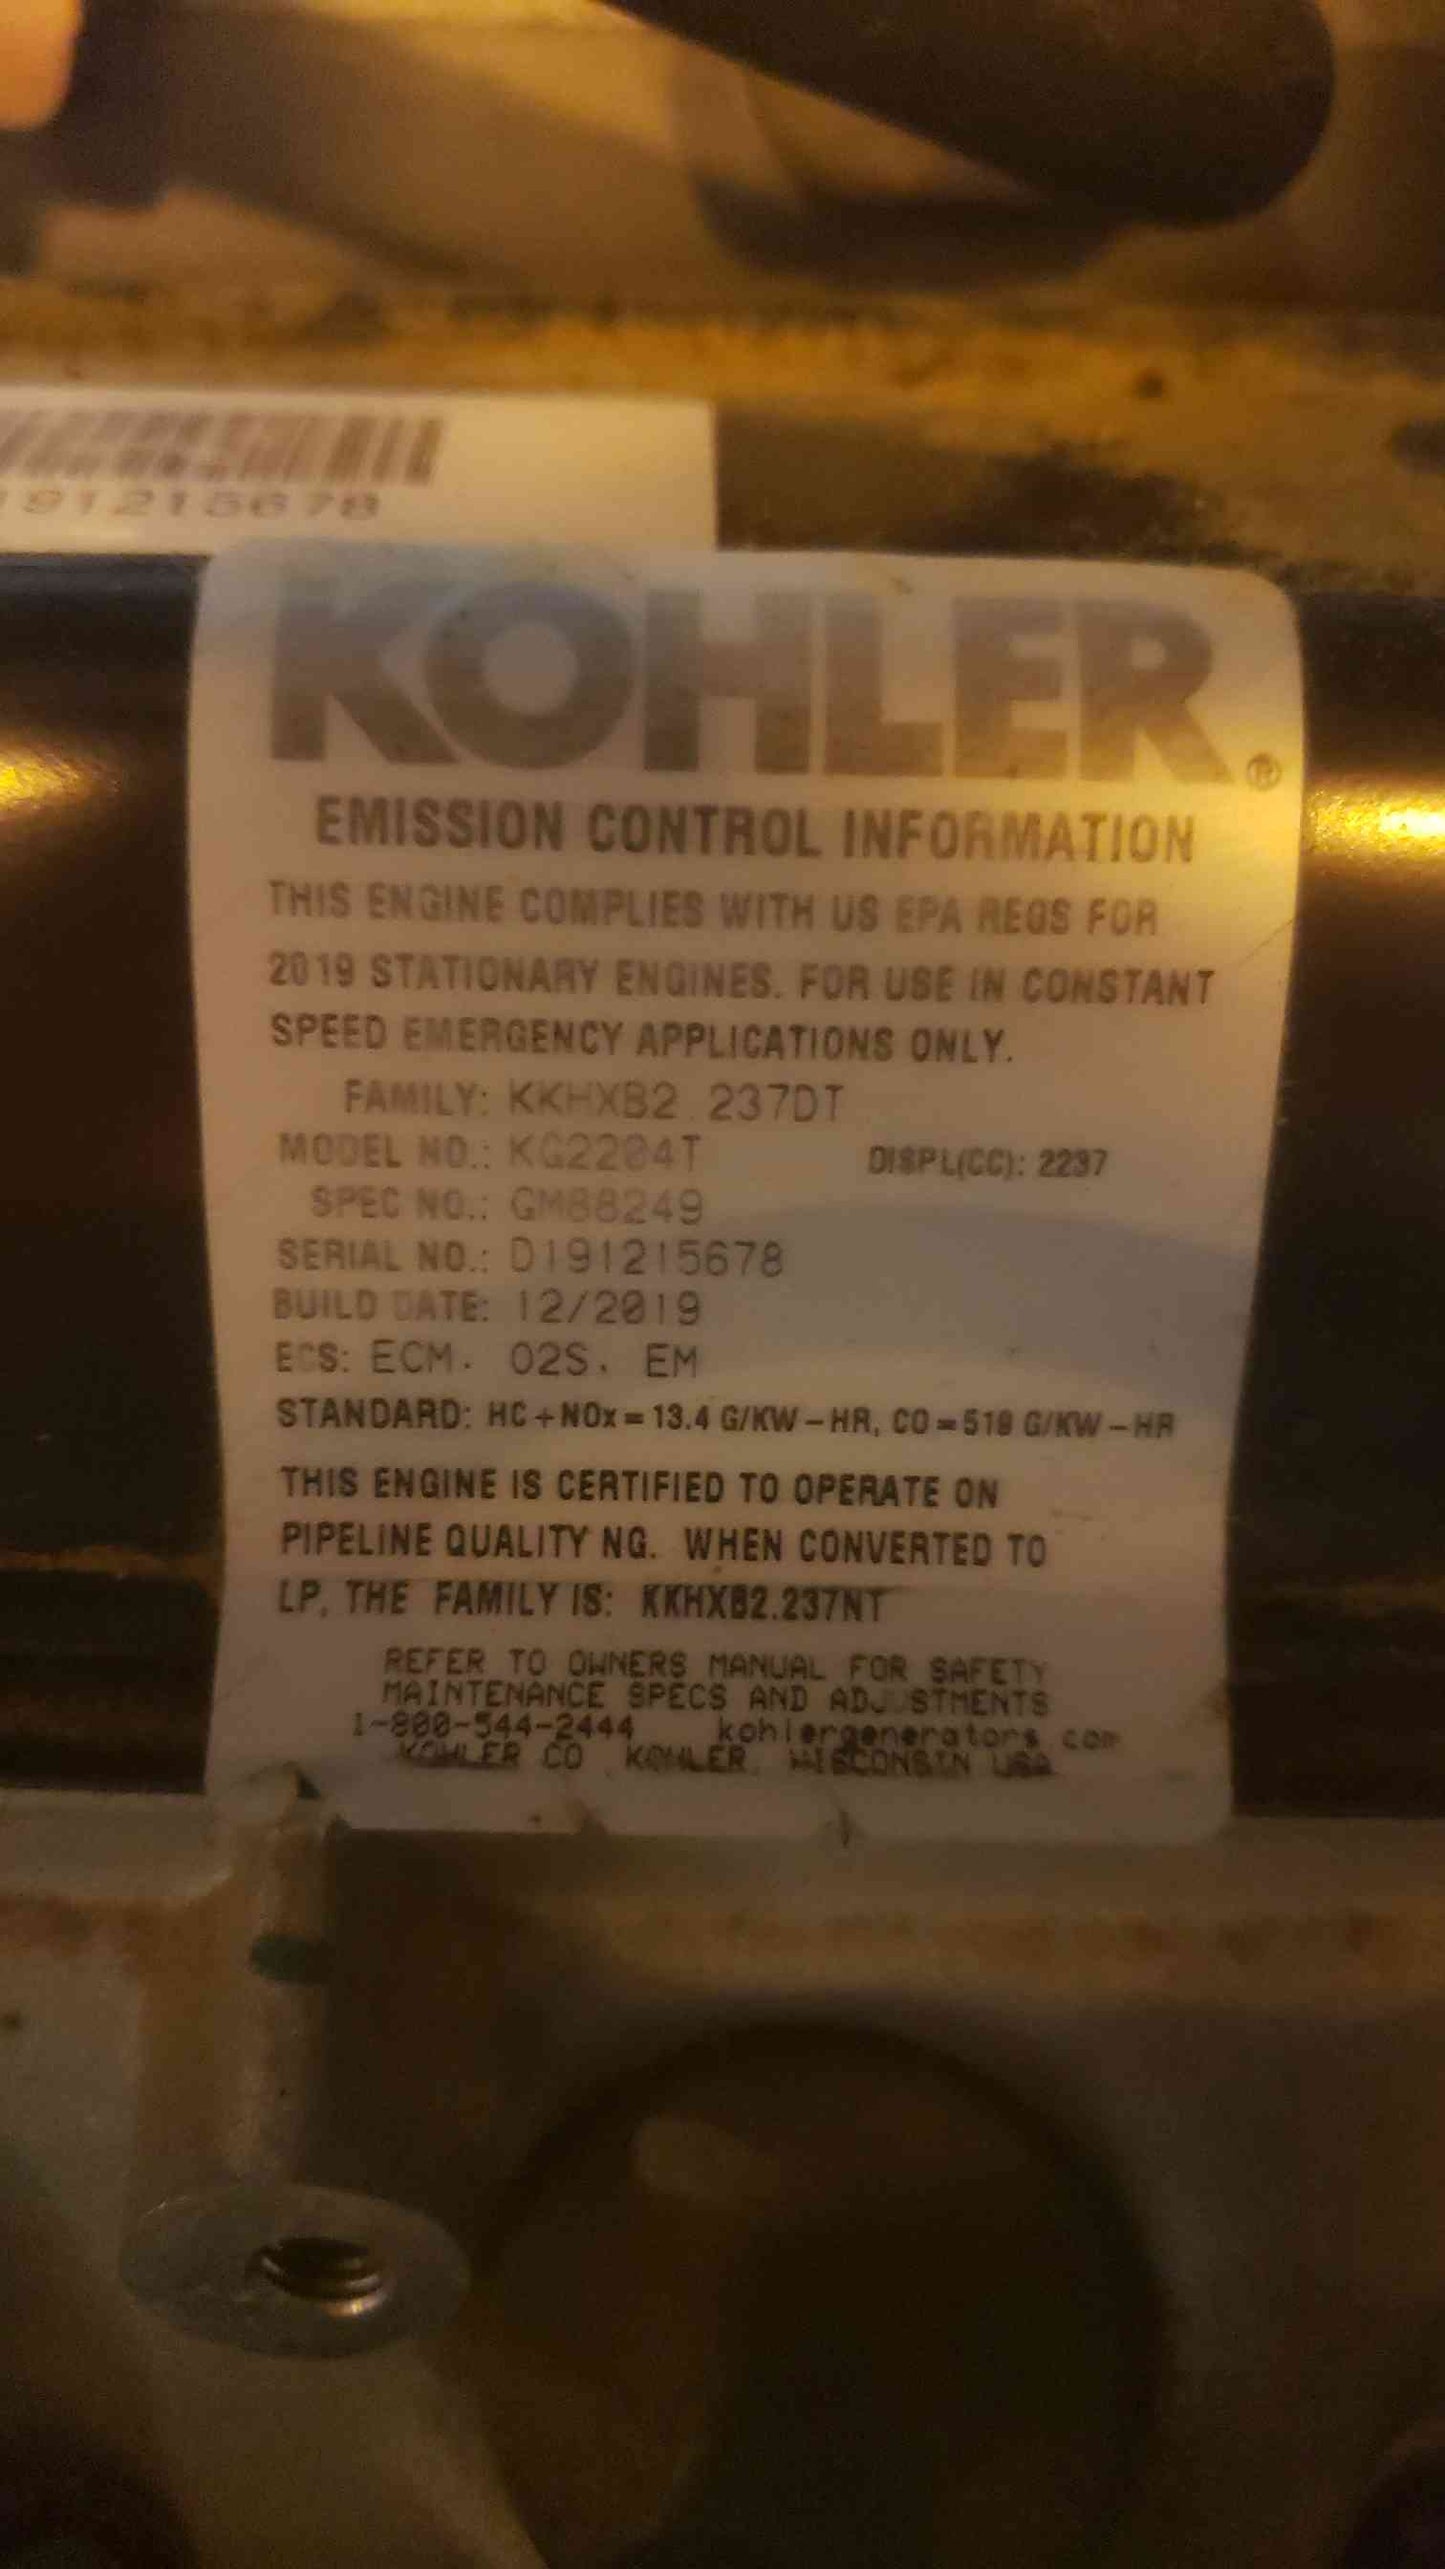 191215678
KOHLER®
EMISSION CONTROL INFORMATION
THIS ENGINE COMPLIES WITH US EPA REGS FOR
2019 STATIONARY ENGINES. FOR USE IN CONSTANT
SPEED EMERGENCY APPLICATIONS ONLY.
FAMILY: KKHXB2.237DT
MODEL NO.: KG2204T DISPL(CC): 2237
SPEC NO.: GM88249
SERIAL NO.: D191215678
BUILD DATE: 12/2019
ECS: ECM. O2S. EM
STANDARD: HC+NOx=13.4 G/KW-HR, CO=519 G/KW-HR
THIS ENGINE IS CERTIFIED TO OPERATE ON
PIPELINE QUALITY NG. WHEN CONVERTED TO
LP, THE FAMILY IS: KKHXB2.237NT
REFER TO OWNERS MANUAL FOR SAFETY
MAINTENANCE SPECS AND ADJUSTMENTS
1-800-544-2444 kohlergenerators.com
KOHLER CO KOHLER, WISCONSIN USA